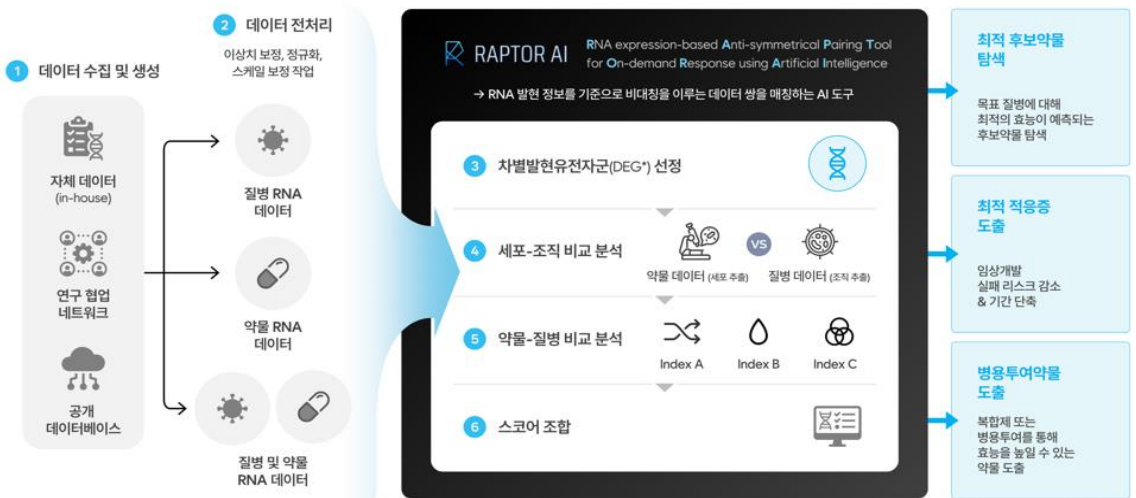 1 데이터 수집 및 생성
자체 데이터
(in-house)
연구 협업
네트워크
공개
데이터베이스
2 데이터 전처리
이상치 보정, 정규화,
스케일 보정 작업
질병 RNA
데이터
약물 RNA
데이터
질병 및 약물
RNA 데이터
RAPTOR AI
RNA expression-based Anti-symmetrical Pairing Tool
for On-demand Response using Artificial Intelligence
→ RNA 발현 정보를 기준으로 비대칭을 이루는 데이터 쌍을 매칭하는 AI 도구
3 차별발현유전자군(DEG*) 선정
4 세포-조직 비교 분석
VS
약물 데이터 (세포 추출) 질병 데이터 (조직 추출)
5 약물-질병 비교 분석
Index A Index B Index C
6 스코어 조합
최적 후보약물
탐색
목표 질병에 대해
최적의 효능이 예측되는
후보약물 탐색
최적 적응증
도출
임상개발
실패 리스크 감소
& 기간 단축
병용투여약물
도출
복합제 또는
병용투여를 통해
효능을 높일 수 있는
약물 도출